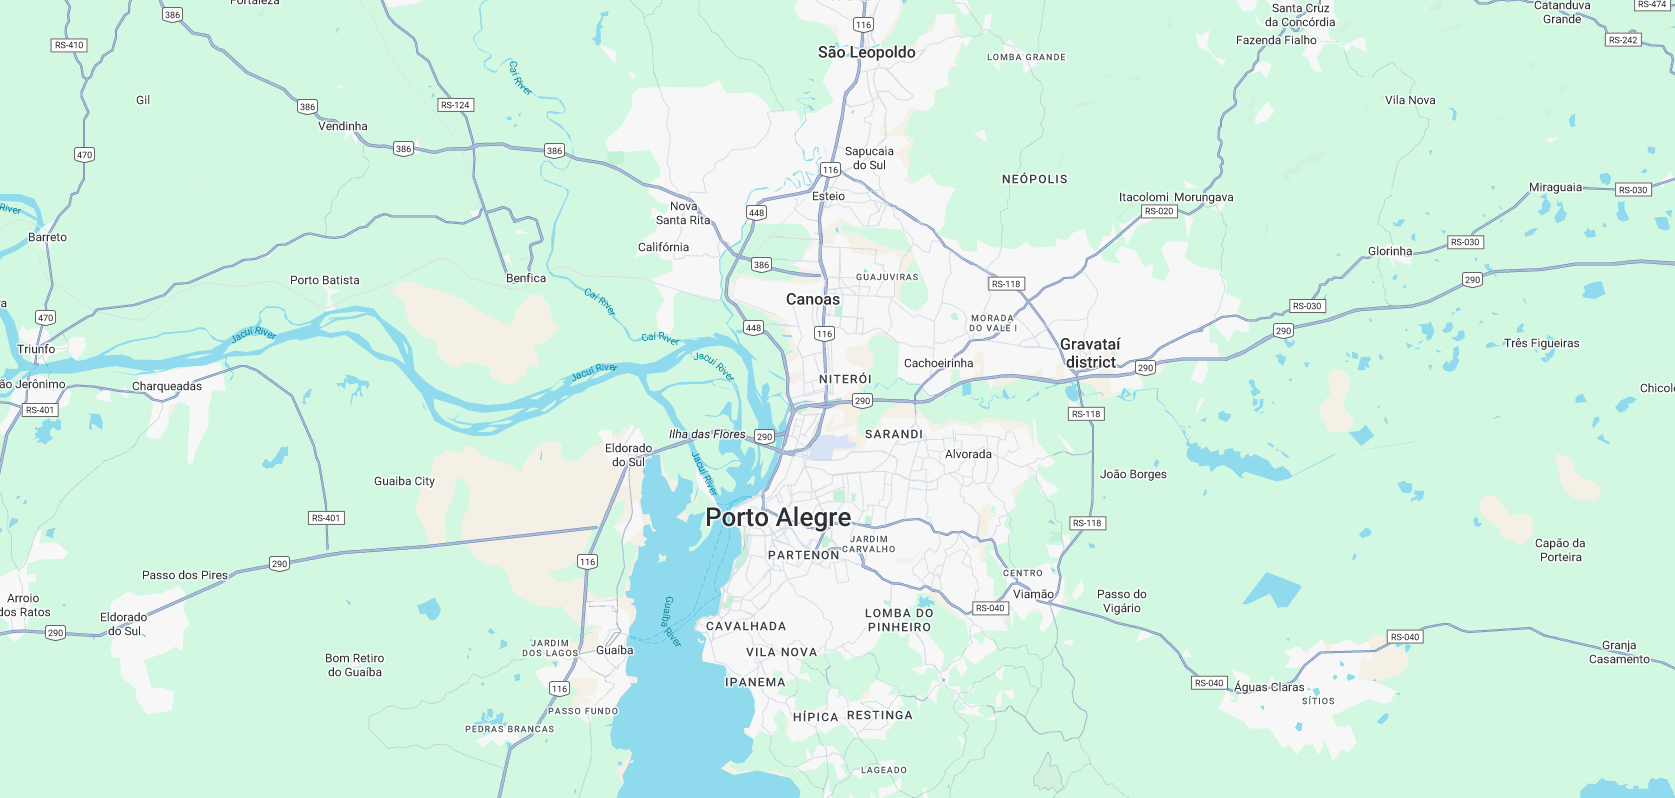 Fortaleza
386
116
Santa Cruz
da Concórdia
Catanduva
Grande
RS-474
RS-410
São Leopoldo
LOMBA GRANDE
Fazenda Fialho
RS-242
Caí River
Gil
386
RS-124
Vila Nova
Vendinha
386
386
470
116
Sapucaia
do Sul
NEÓPOLIS
Miraguaia
RS-030
River
Nova
Santa Rita
448
Esteio
Itacolomi
Morungava
RS-020
Barreto
Califórnia
RS-030
Glorinha
Porto Batista
Benfica
386
GUAJUVIRAS
RS-118
290
Caí River
Canoas
RS-030
470
Jacuí River
Caí River
448
116
MORADA
DO VALE I
290
Triunfo
Jacuí River
Jacuí River
Cachoeirinha
Gravataí
district
290
Três Figueiras
ão Jerônimo
Charqueadas
NITERÓI
Chicolo
RS-401
290
RS-118
Ilha das Flores
290
SARANDI
Eldorado
do Sul
Alvorada
Guaiba City
Jacuí River
João Borges
RS-401
Porto Alegre
RS-118
290
116
PARTENON
JARDIM
CARVALHO
Capão da
Porteira
Passo dos Pires
CENTRO
Arroio
dos Ratos
Eldorado
do Sul
290
Guaíba River
Viamão
Passo do
Vigário
RS-040
CAVALHADA
LOMBA DO
PINHEIRO
RS-040
JARDIM
DOS LAGOS
Guaíba
VILA NOVA
Granja
Casamento
Bom Retiro
do Guaíba
116
IPANEMA
RS-040
Águas Claras
SÍTIOS
PASSO FUNDO
HÍPICA
RESTINGA
PEDRAS BRANCAS
LAGEADO